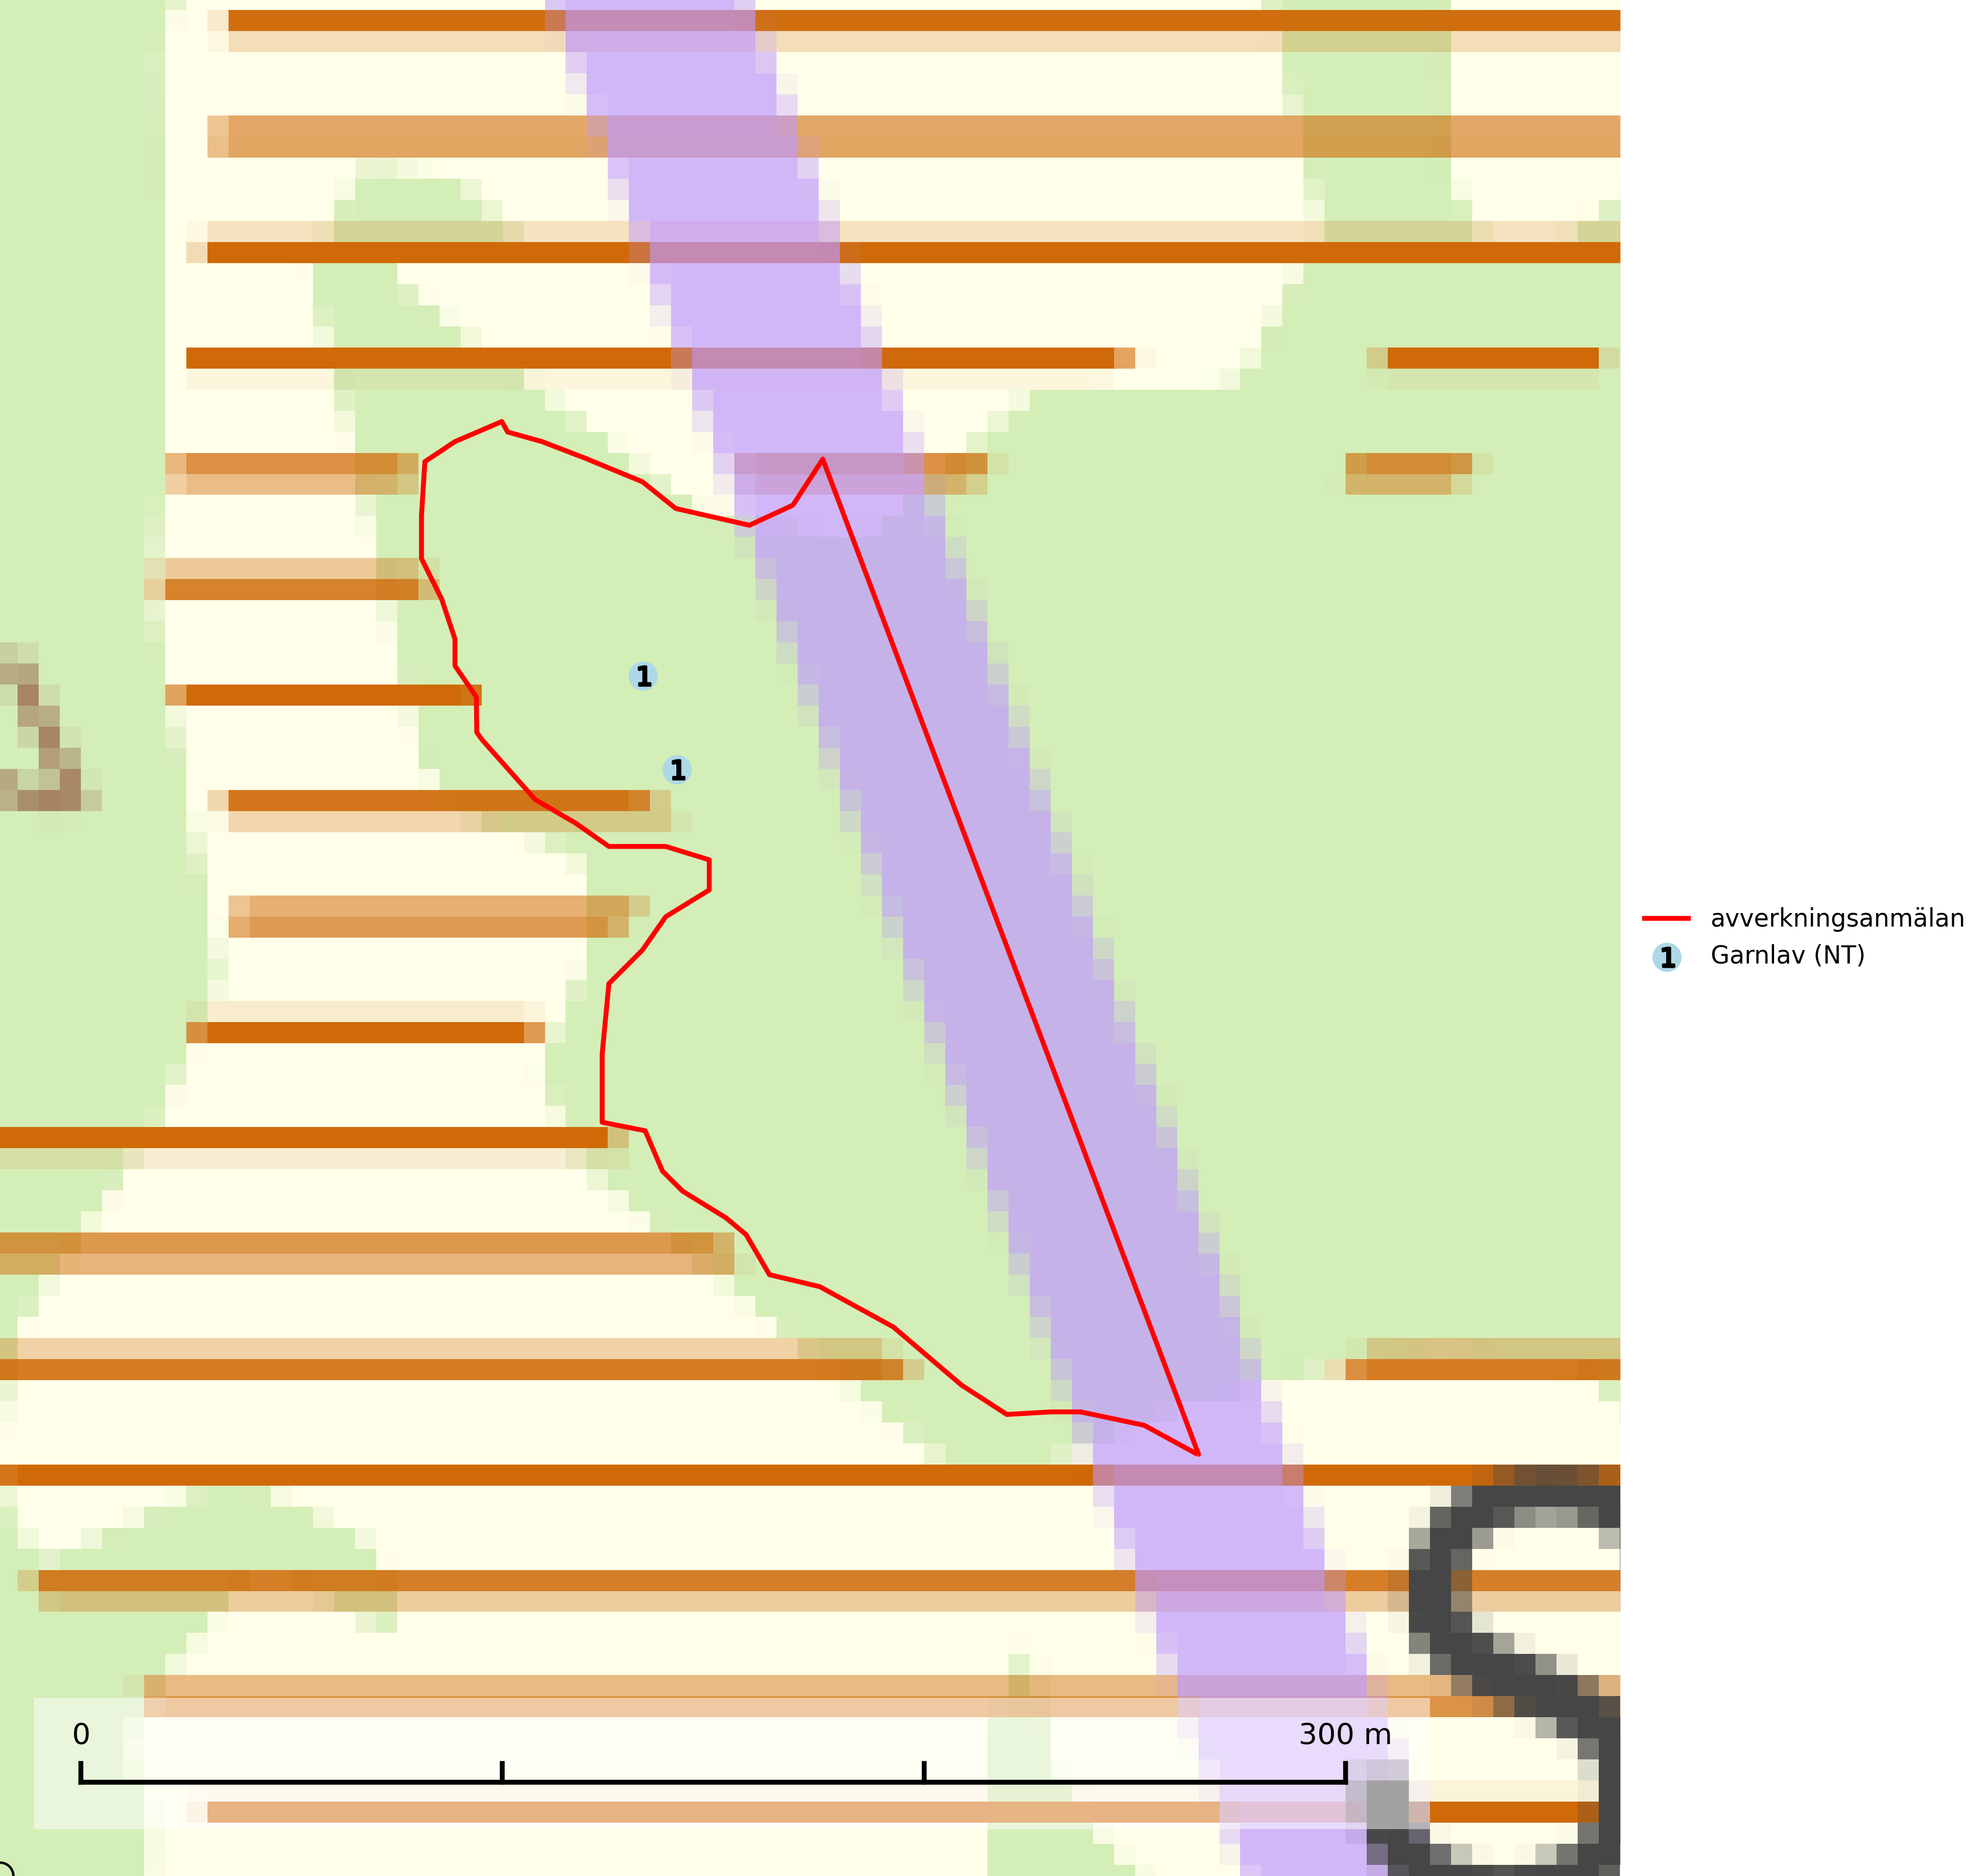 1
1
avverkningsanmälan
1 Garnlav (NT)
0 300 m